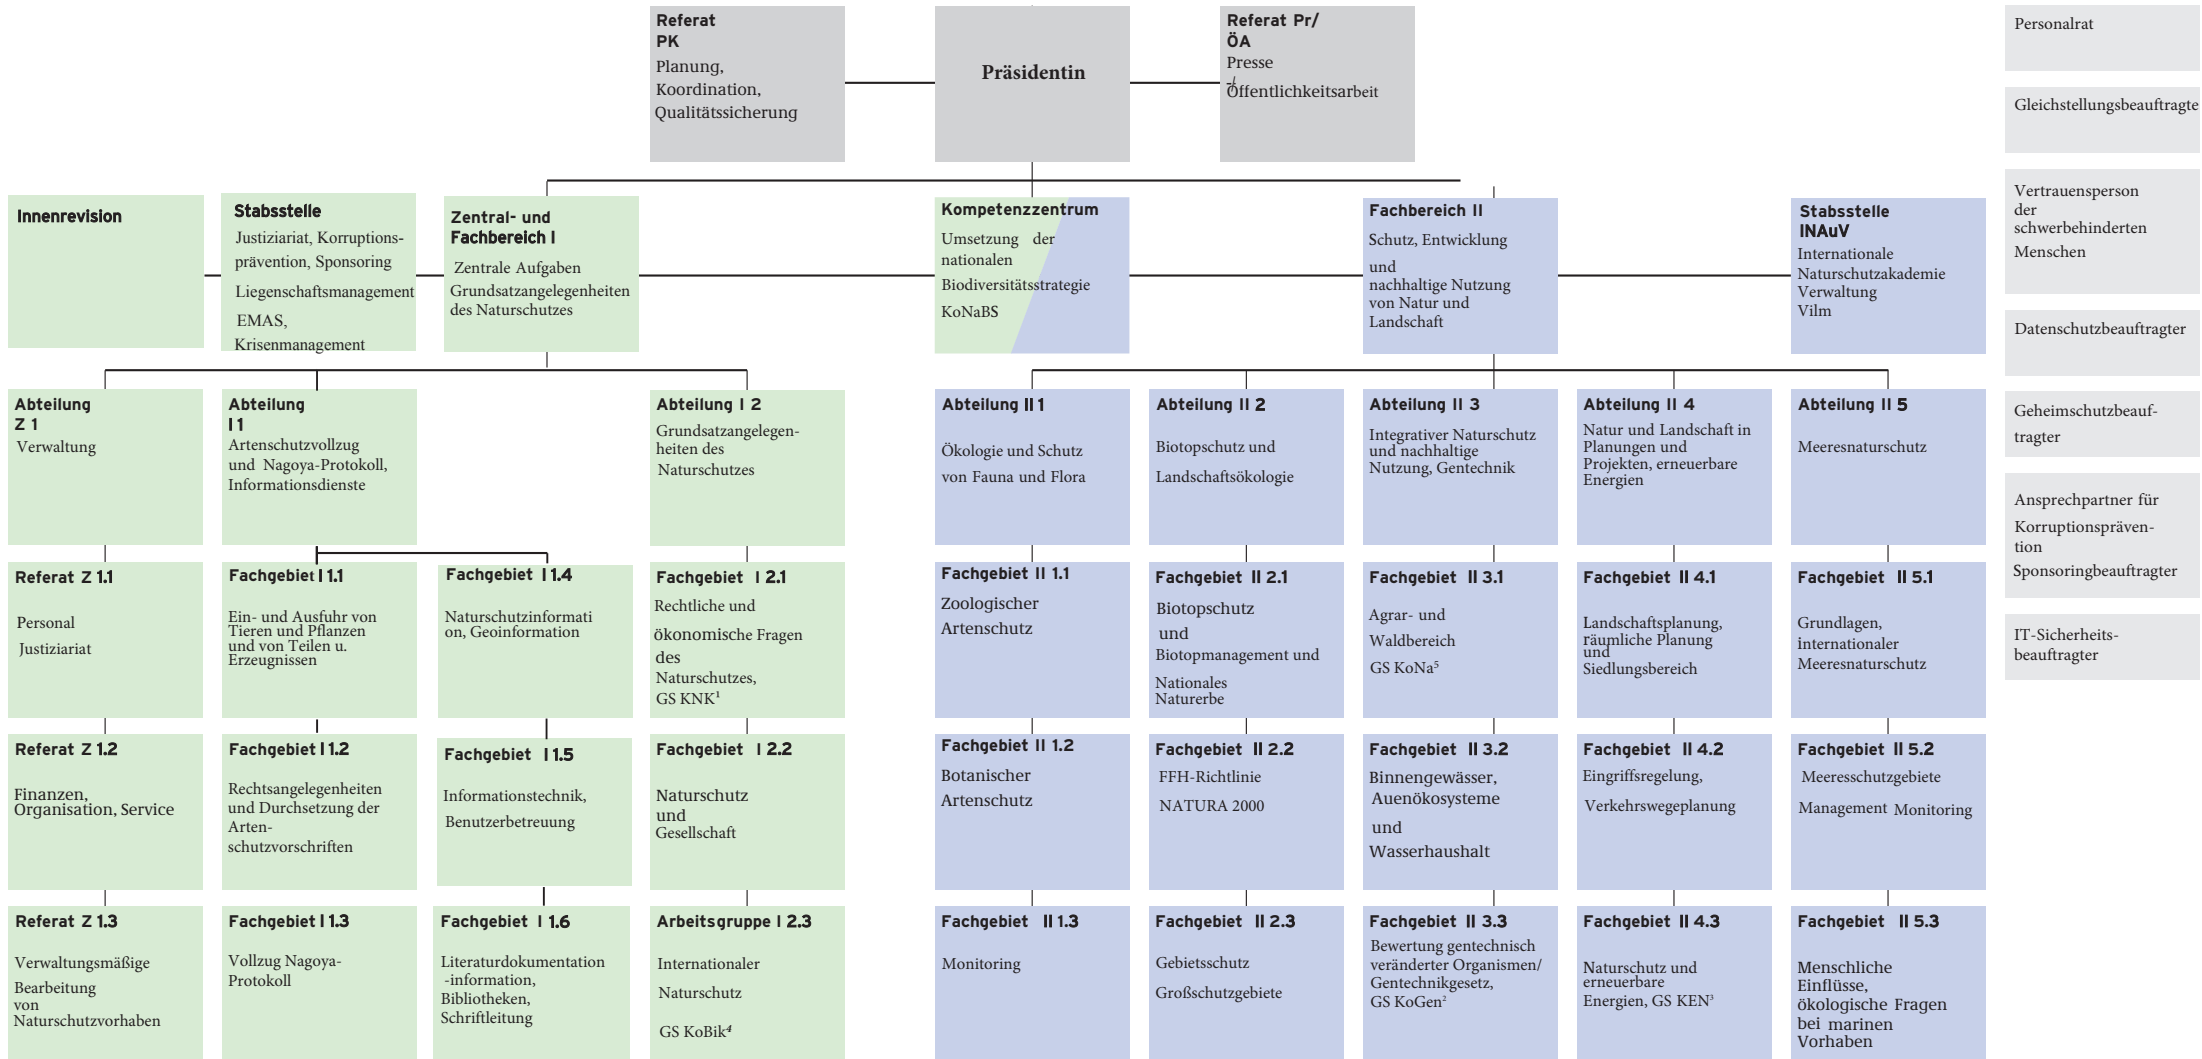 Referat
PK
Planung,
Koordination,
Qualitätssicherung
Präsidentin
Referat Pr/
ÖA
Presse
-/
Öffentlichkeitsarbeit
Personalrat
Gleichstellungsbeauftragte
Vertrauensperson
der
schwerbehinderten
Menschen
Datenschutzbeauftragter
Geheimschutzbeauf-
tragter
Ansprechpartner für
Korruptionspräven-
tion
Sponsoringbeauftragter
IT-Sicherheits-
beauftragter
Innenrevision
Stabsstelle
Justiziariat, Korruptions-
prävention, Sponsoring
Liegenschaftsmanagement
EMAS,
Krisenmanagement
Zentral- und
Fachbereich I
Zentrale Aufgaben
Grundsatzangelegenheiten
des Naturschutzes
Kompetenzzentrum
Umsetzung der
nationalen
Biodiversitätsstrategie
KoNaBS
Fachbereich II
Schutz, Entwicklung
und
nachhaltige Nutzung
von Natur und
Landschaft
Stabsstelle
INAuV
Internationale
Naturschutzakademie
Verwaltung
Vilm
Abteilung
Z 1
Verwaltung
Abteilung
I 1
Artenschutzvollzug
und Nagoya-Protokoll,
Informationsdienste
Abteilung I 2
Grundsatzangelegen-
heiten des
Naturschutzes
Abteilung II 1
Ökologie und Schutz
von Fauna und Flora
Abteilung II 2
Biotopschutz und
Landschaftsökologie
Abteilung II 3
Integrativer Naturschutz
und nachhaltige
Nutzung, Gentechnik
Abteilung II 4
Natur und Landschaft in
Planungen und
Projekten, erneuerbare
Energien
Abteilung II 5
Meeresnaturschutz
Referat Z 1.1
Personal
Justiziariat
Fachgebiet I 1.1
Ein- und Ausfuhr von
Tieren und Pflanzen
und von Teilen u.
Erzeugnissen
Fachgebiet I 1.4
Naturschutzinformati
on, Geoinformation
Fachgebiet I 2.1
Rechtliche und
ökonomische Fragen
des
Naturschutzes,
GS KNK¹
Fachgebiet II 1.1
Zoologischer
Artenschutz
Fachgebiet II 2.1
Biotopschutz
und
Biotopmanagement und
Nationales
Naturerbe
Fachgebiet II 3.1
Agrar- und
Waldbereich
GS KoNa⁵
Fachgebiet II 4.1
Landschaftsplanung,
räumliche Planung
und
Siedlungsbereich
Fachgebiet II 5.1
Grundlagen,
internationaler
Meeresnaturschutz
Referat Z 1.2
Finanzen,
Organisation, Service
Fachgebiet I 1.2
Rechtsangelegenheiten
und Durchsetzung der
Arten-
schutzvorschriften
Fachgebiet I 1.5
Informationstechnik,
Benutzerbetreuung
Fachgebiet I 2.2
Naturschutz
und
Gesellschaft
Fachgebiet II 1.2
Botanischer
Artenschutz
Fachgebiet II 2.2
FFH-Richtlinie
NATURA 2000
Fachgebiet II 3.2
Binnengewässer,
Auenökosysteme
und
Wasserhaushalt
Fachgebiet II 4.2
Eingriffsregelung,
Verkehrswegeplanung
Fachgebiet II 5.2
Meeresschutzgebiete
Management Monitoring
Referat Z 1.3
Verwaltungsmäßige
Bearbeitung
von
Naturschutzvorhaben
Fachgebiet I 1.3
Vollzug Nagoya-
Protokoll
Fachgebiet I 1.6
Literaturdokumentation
-information,
Bibliotheken,
Schriftleitung
Arbeitsgruppe I 2.3
Internationaler
Naturschutz
GS KoBik⁴
Fachgebiet II 1.3
Monitoring
Fachgebiet II 2.3
Gebietsschutz
Großschutzgebiete
Fachgebiet II 3.3
Bewertung gentechnisch
veränderter Organismen/
Gentechnikgesetz,
GS KoGen²
Fachgebiet II 4.3
Naturschutz und
erneuerbare
Energien, GS KEN³
Fachgebiet II 5.3
Menschliche
Einflüsse,
ökologische Fragen
bei marinen
Vorhaben